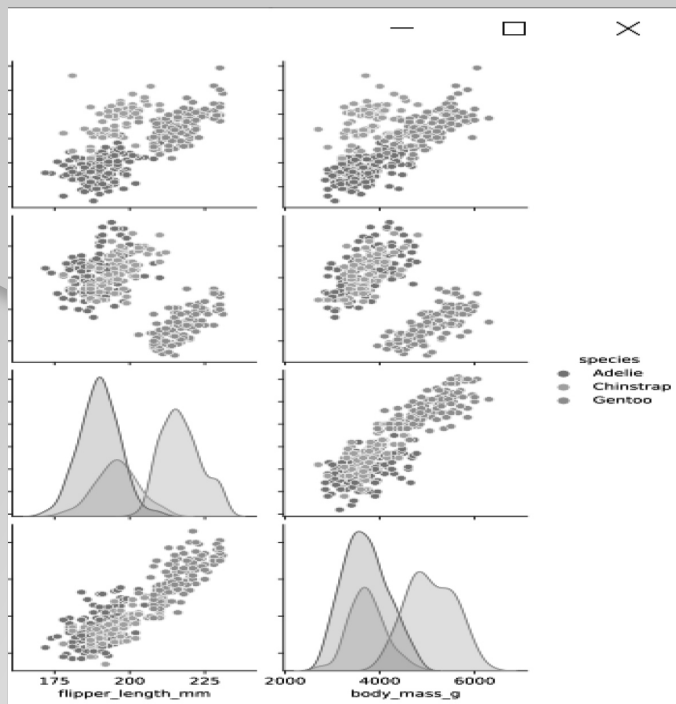 species
Adelie
Chinstrap
Gentoo
175 200 225 2000 4000 6000
flipper_length_mm body_mass_g